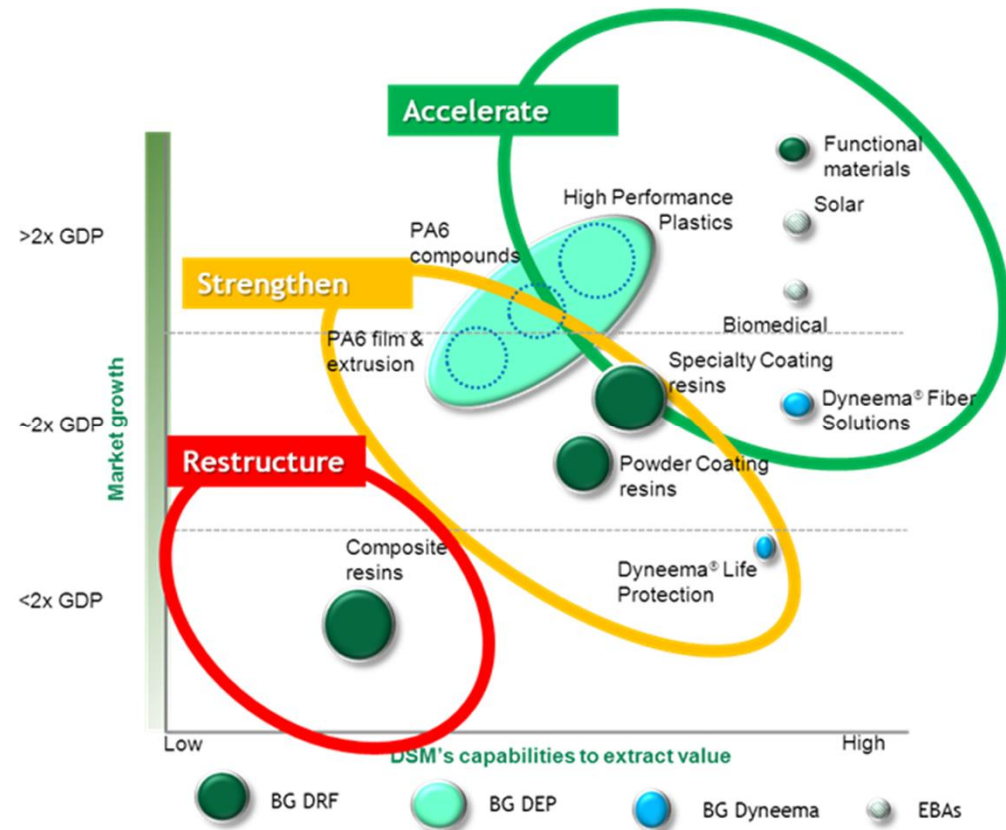 Accelerate
Functional
materials
High Performance
Plastics
Solar
PA6
compounds
>2x GDP
Strengthen
Biomedical
PA6 film &
extrusion
Specialty Coating
resins
Dyneema® Fiber
Solutions
~2x GDP
Market growth
Restructure
Powder Coating
resins
Composite
resins
Dyneema® Life
Protection
<2x GDP
Low
High
DSM's capabilities to extract value
BG DRF
BG DEP
BG Dyneema
EBAs